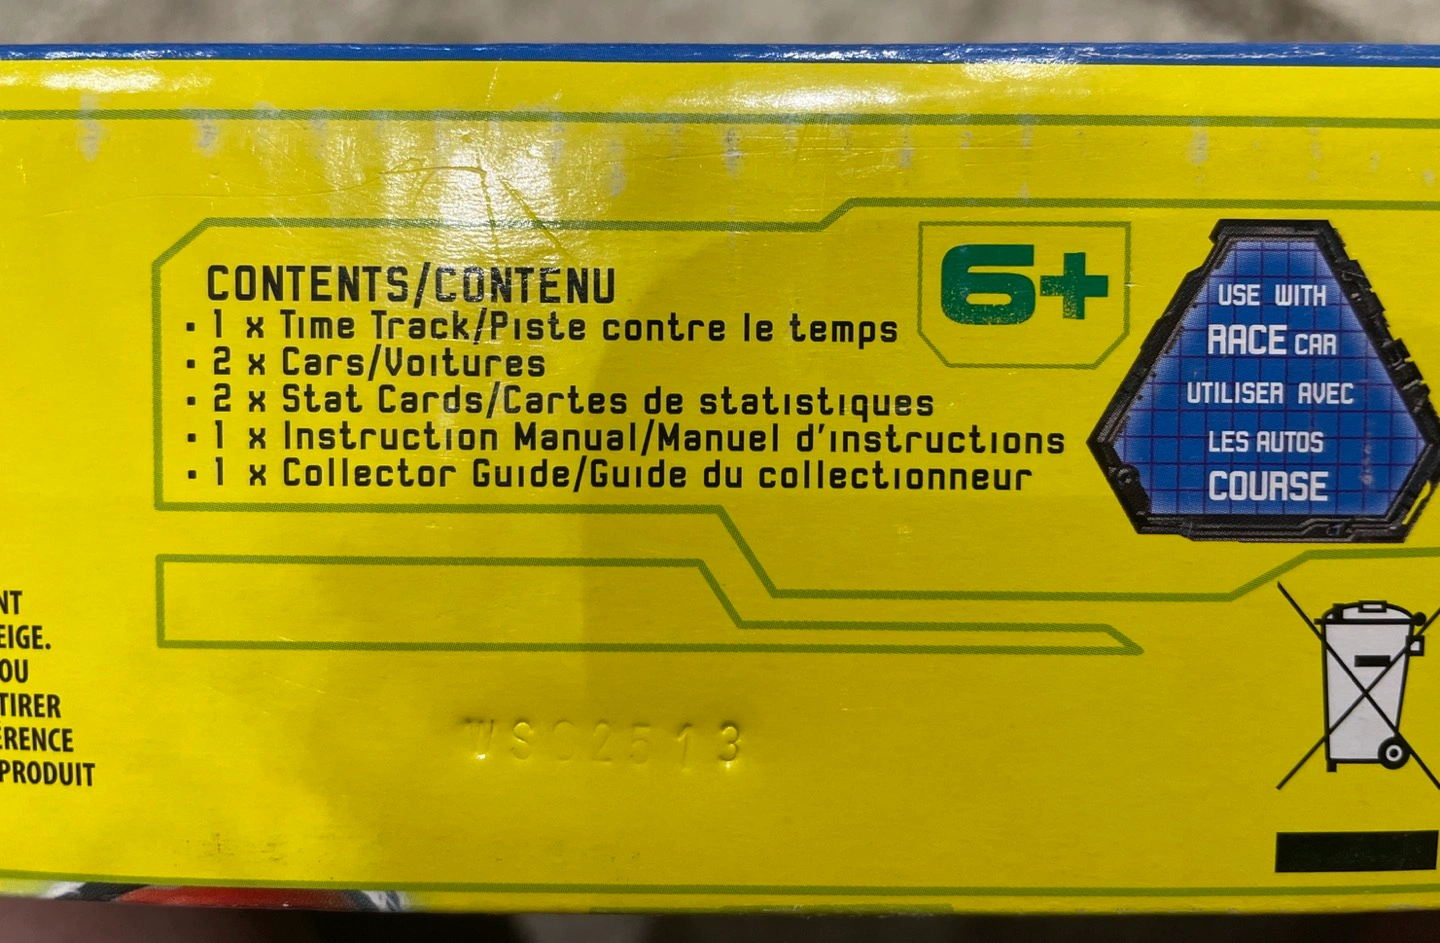 CONTENTS/CONTENU
▪ 1 x Time Track/Piste contre le temps
▪ 2 x Cars/Voitures
▪ 2 x Stat Cards/Cartes de statistiques
▪ 1 x Instruction Manual/Manuel d'instructions
▪ 1 x Collector Guide/Guide du collectionneur
6+
USE WITH
RACE CAR
UTILISER AVEC
LES AUTOS
COURSE
NT
EIGE.
OU
TIRER
ÉRENCE
PRODUIT